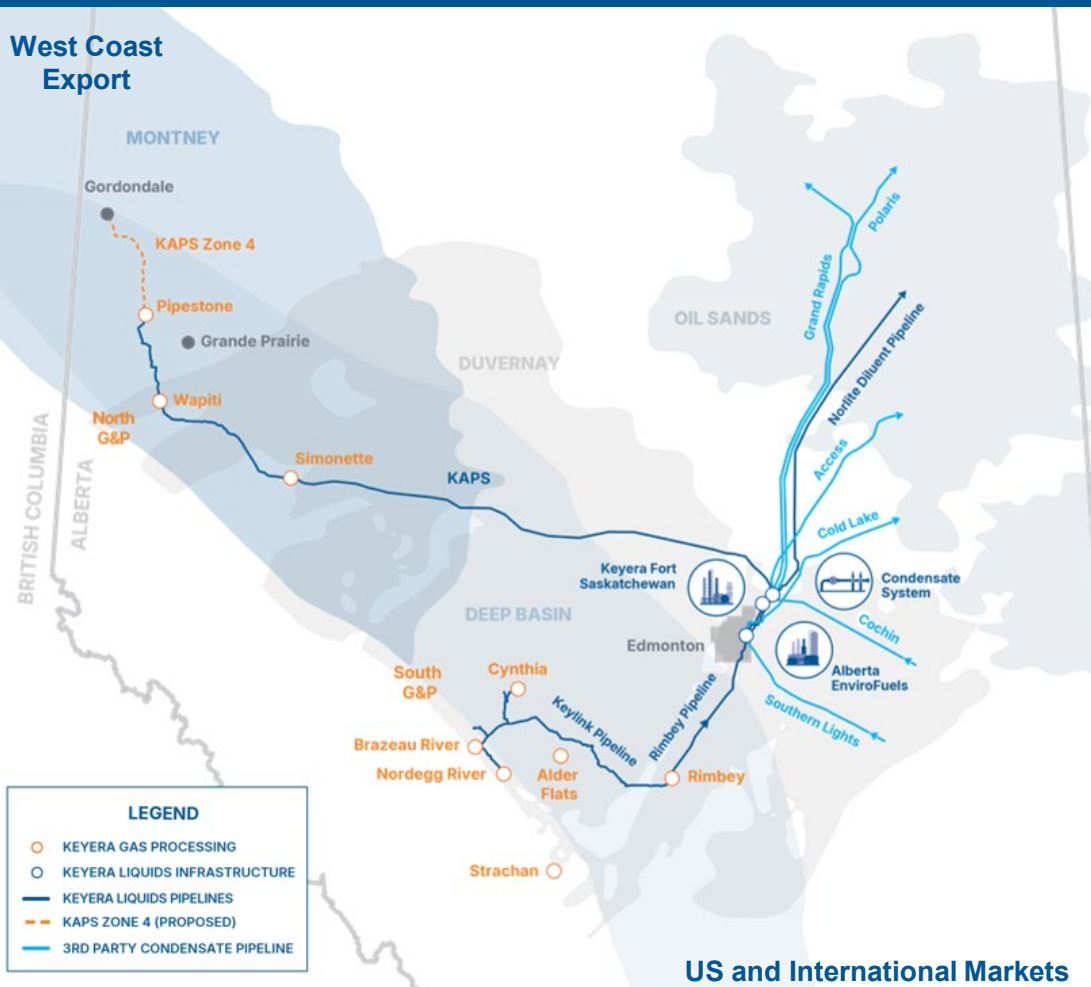 West Coast
Export
MONTNEY
Gordondale
KAPS Zone 4
Pipestone
Grande Prairie
Wapiti
North
G&P
Simonette
KAPS
DUVERNAY
OIL SANDS
Polaris
Grand Rapids
Norlite Diluent Pipeline
Access
Cold Lake
BRITISH COLUMBIA
ALBERTA
Keyera Fort
Saskatchewan
Condensate
System
Cochin
DEEP BASIN
Edmonton
Alberta
EnviroFuels
Southern Lights
South
G&P
Cynthia
Keylink Pipeline
Rimbey Pipeline
Brazeau River
Nordegg River
Alder
Flats
Rimbey
Strachan
LEGEND
KEYERA GAS PROCESSING
KEYERA LIQUIDS INFRASTRUCTURE
KEYERA LIQUIDS PIPELINES
KAPS ZONE 4 (PROPOSED)
3RD PARTY CONDENSATE PIPELINE
US and International Markets